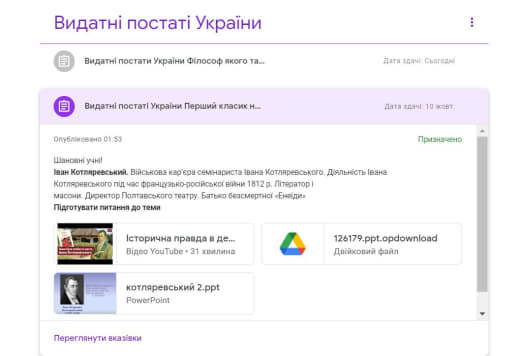 Видатні постаті України
Видатні постати України Філософ якого та...
Дата здачі: Сьогодні
Видатні постаті України Перший класик н...
Дата здачі: 10 жовт.
Опубліковано 01:53
Призначено
Шановні учні!
Іван Котляревський. Військова кар'єра семінариста Івана Котляревського. Діяльність Івана
Котляревського під час французько-російської війни 1812 р. Літератор і
масони. Директор Полтавського театру. Батько безсмертної «Енеїди»
Підготувати питання до теми
Історична правда в де...
Відео YouTube • 31 хвилина
126179.ppt.opdownload
Двійковий файл
котляревський 2.ppt
PowerPoint
Переглянути вказівки